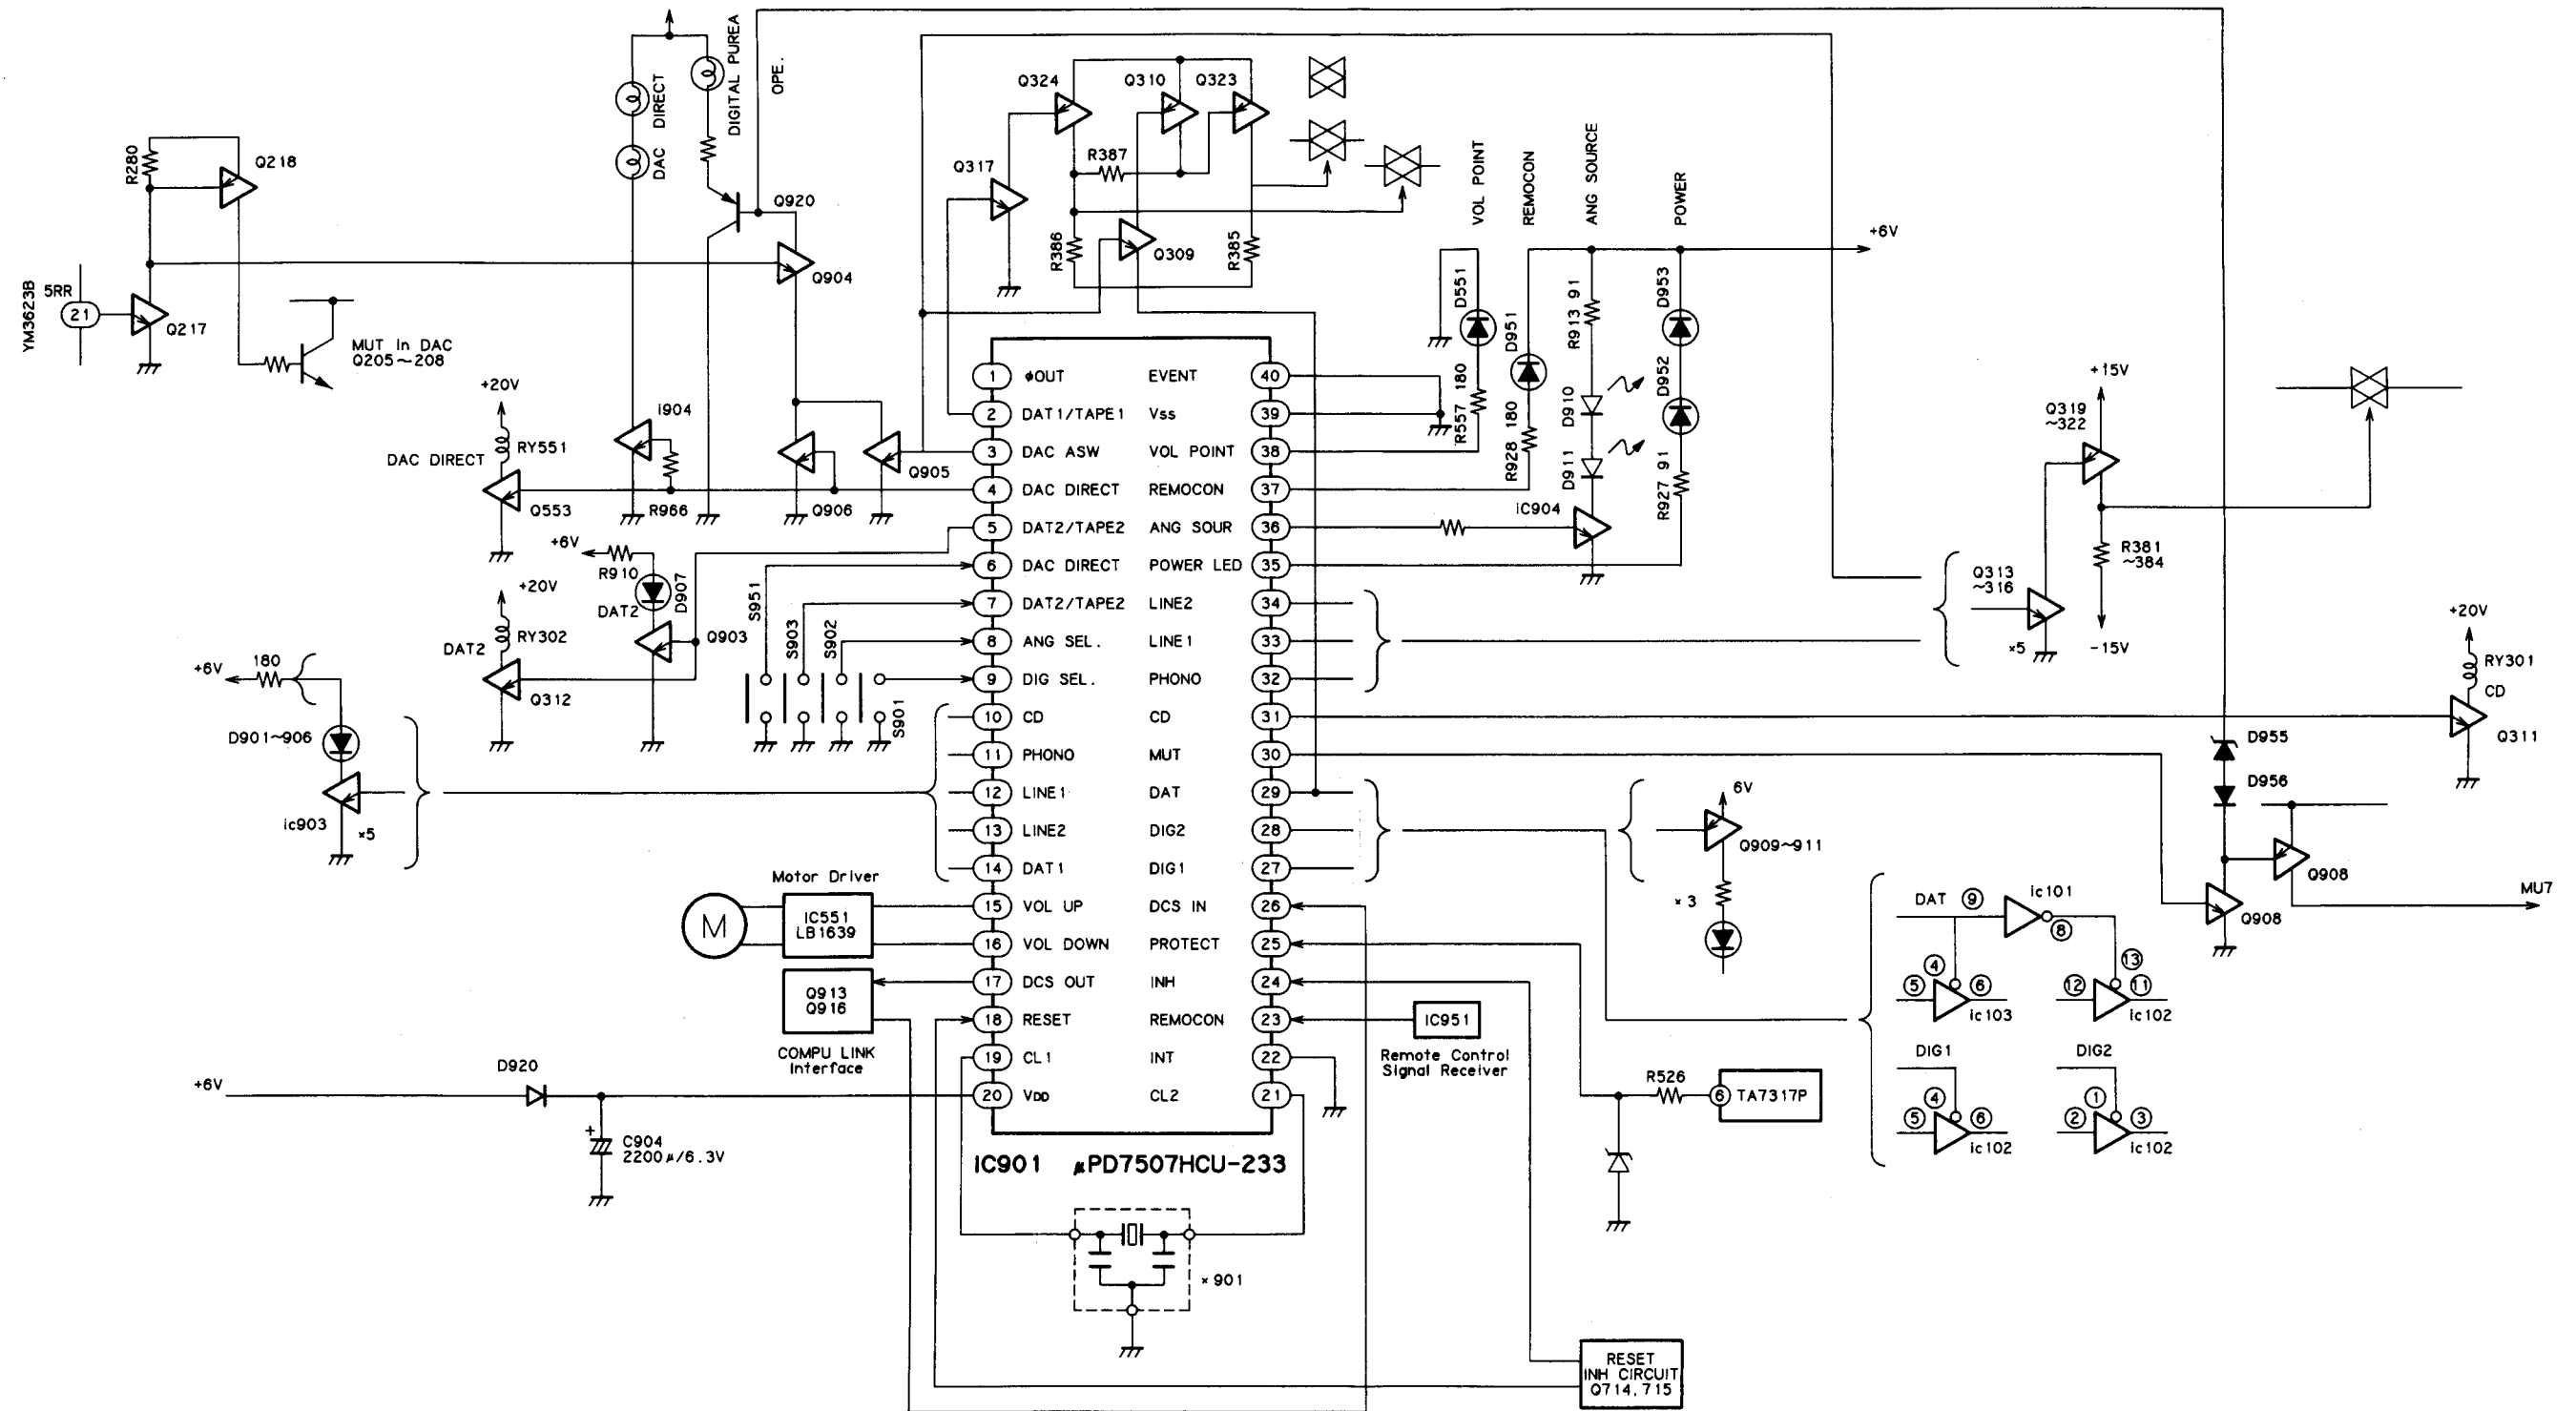 YM3623B
5RR
21
Q217
R280
Q218
MUT in DAC
Q205~208
DAC DIRECT
DIGITAL PUREA
OPE.
Q920
Q904
Q905
Q906
i904
R966
+20V
RY551
DAC DIRECT
Q553
+6V
R910
D907
DAT2
Q903
+20V
RY302
DAT2
Q312
+6V
180
D901~906
ic903
×5
S951
S903
S902
S901
Q324
Q310
Q323
Q317
R387
R386
Q309
R385
VOL POINT
REMOCON
ANG SOURCE
POWER
+6V
D551
R557 180
D951
R928 180
R913 91
D910
D911
iC904
D953
D952
R927 91
1 φOUT
2 DAT1/TAPE1
3 DAC ASW
4 DAC DIRECT
5 DAT2/TAPE2
6 DAC DIRECT
7 DAT2/TAPE2
8 ANG SEL.
9 DIG SEL.
10 CD
11 PHONO
12 LINE1
13 LINE2
14 DAT1
15 VOL UP
16 VOL DOWN
17 DCS OUT
18 RESET
19 CL1
20 VDD
EVENT 40
Vss 39
VOL POINT 38
REMOCON 37
ANG SOUR 36
POWER LED 35
LINE2 34
LINE1 33
PHONO 32
CD 31
MUT 30
DAT 29
DIG2 28
DIG1 27
DCS IN 26
PROTECT 25
INH 24
REMOCON 23
INT 22
CL2 21
IC901 μPD7507HCU-233
Motor Driver
M
IC551
LB1639
Q913
Q916
COMPU LINK
Interface
+6V
D920
+
C904
2200μ/6.3V
×901
RESET
INH CIRCUIT
Q714,715
IC951
Remote Control
Signal Receiver
R526
6 TA7317P
6V
Q909~911
×3
+15V
Q319
~322
Q313
~316
×5
R381
~384
-15V
+20V
RY301
CD
Q311
D955
D956
Q908
Q908
MU7
DAT 9
ic101
8
4
5 6
ic103
13
12 11
ic102
DIG1
4
5 6
ic102
DIG2
1
2 3
ic102